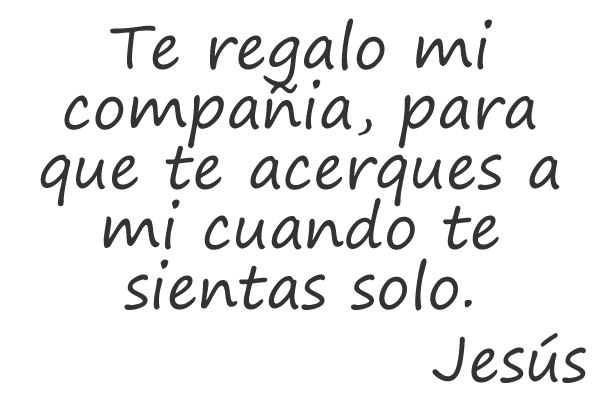 Te regalo mi
compañia, para
que te acerques a
mi cuando te
sientas solo.
Jesús